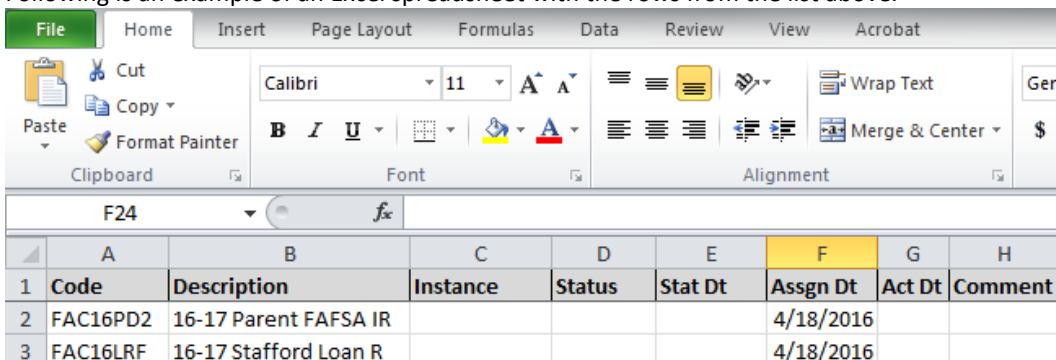 Following is an example of an Excel spreadsheet with the rows from the list above.
File Home Insert Page Layout Formulas Data Review View Acrobat
Cut
Copy
Format Painter
Paste
Calibri 11 A A
B I U A
Wrap Text
Merge & Center
Ger
$
Clipboard Font Alignment
F24 fx
A B C D E F G H
1 Code Description Instance Status Stat Dt Assgn Dt Act Dt Comment
2 FAC16PD2 16-17 Parent FAFSA IR 4/18/2016
3 FAC16LRF 16-17 Stafford Loan R 4/18/2016